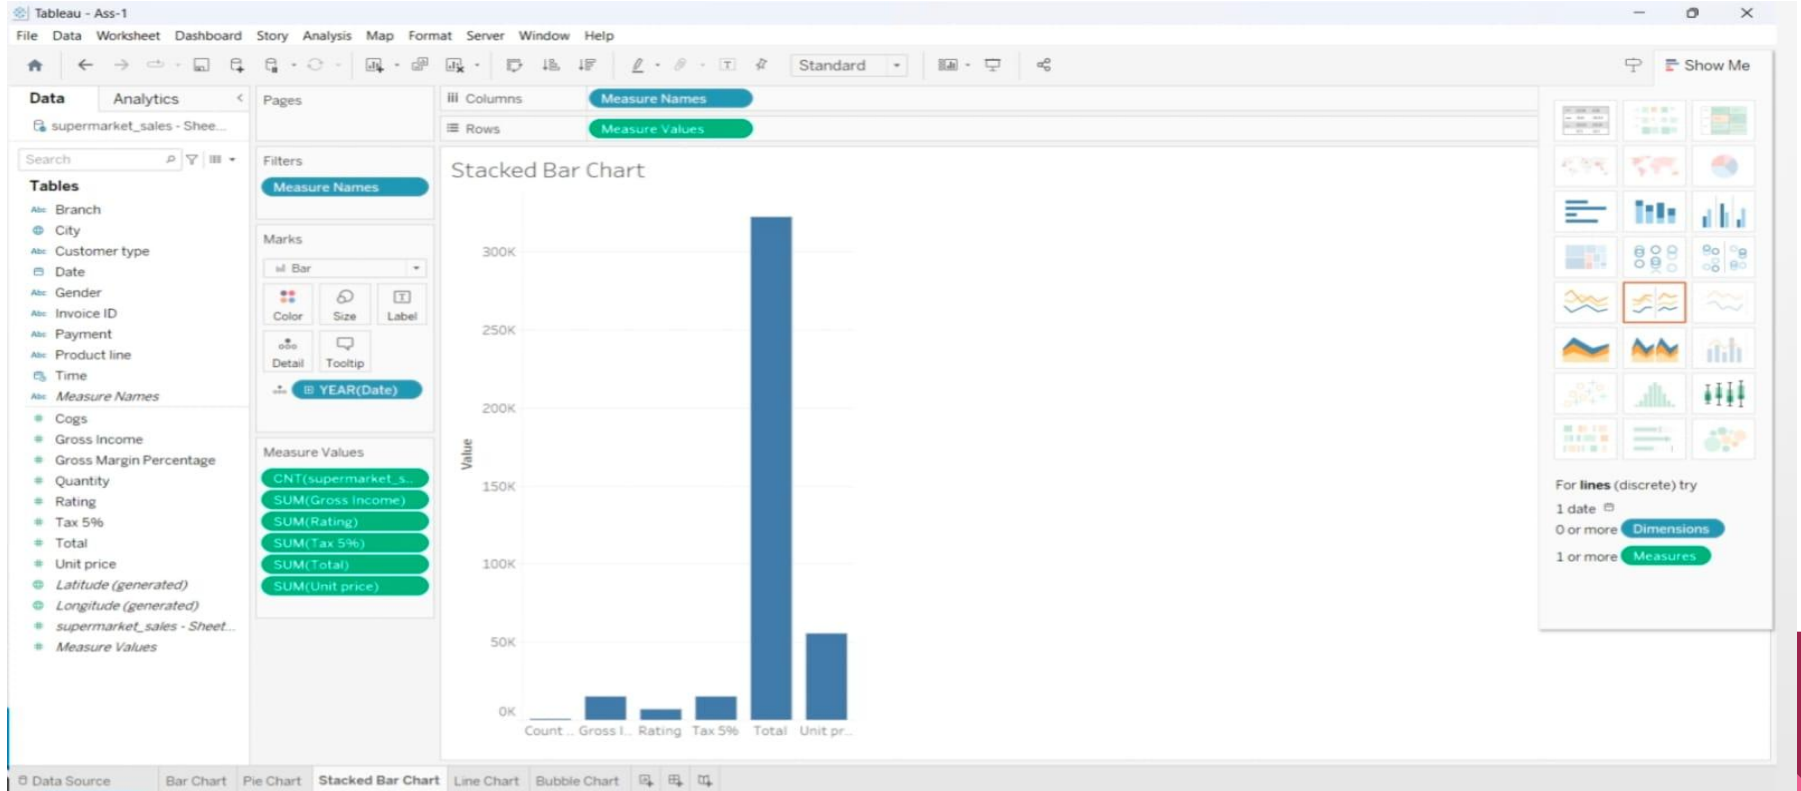 Tableau - Ass-1
File Data Worksheet Dashboard Story Analysis Map Format Server Window Help
Standard
Show Me
Data Analytics
supermarket_sales - Shee...
Search
Tables
Abc Branch
City
Abc Customer type
Date
Abc Gender
Abc Invoice ID
Abc Payment
Abc Product line
Time
Abc Measure Names
Cogs
Gross Income
Gross Margin Percentage
Quantity
Rating
Tax 5%
Total
Unit price
Latitude (generated)
Longitude (generated)
supermarket_sales - Sheet...
Measure Values
Pages
Filters
Measure Names
Marks
Bar
Color Size Label
Detail Tooltip
YEAR(Date)
Measure Values
CNT(supermarket_s..
SUM(Gross Income)
SUM(Rating)
SUM(Tax 5%)
SUM(Total)
SUM(Unit price)
Columns Measure Names
Rows Measure Values
Stacked Bar Chart
Value
300K
250K
200K
150K
100K
50K
0K
Count .. Gross I.. Rating Tax 5% Total Unit pr..
For lines (discrete) try
1 date
0 or more Dimensions
1 or more Measures
Data Source Bar Chart Pie Chart Stacked Bar Chart Line Chart Bubble Chart